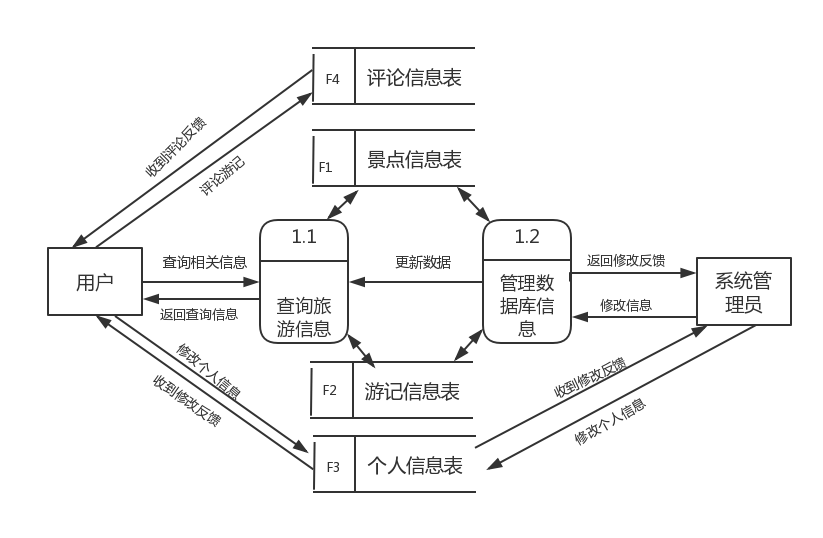 F4
评论信息表
收到评论反馈
评论游记
F1
景点信息表
1.1
查询旅
游信息
1.2
管理数
据库信
息
用户
查询相关信息
返回查询信息
更新数据
返回修改反馈
修改信息
系统管
理员
F2
游记信息表
修改个人信息
收到修改反馈
收到修改反馈
修改个人信息
F3
个人信息表